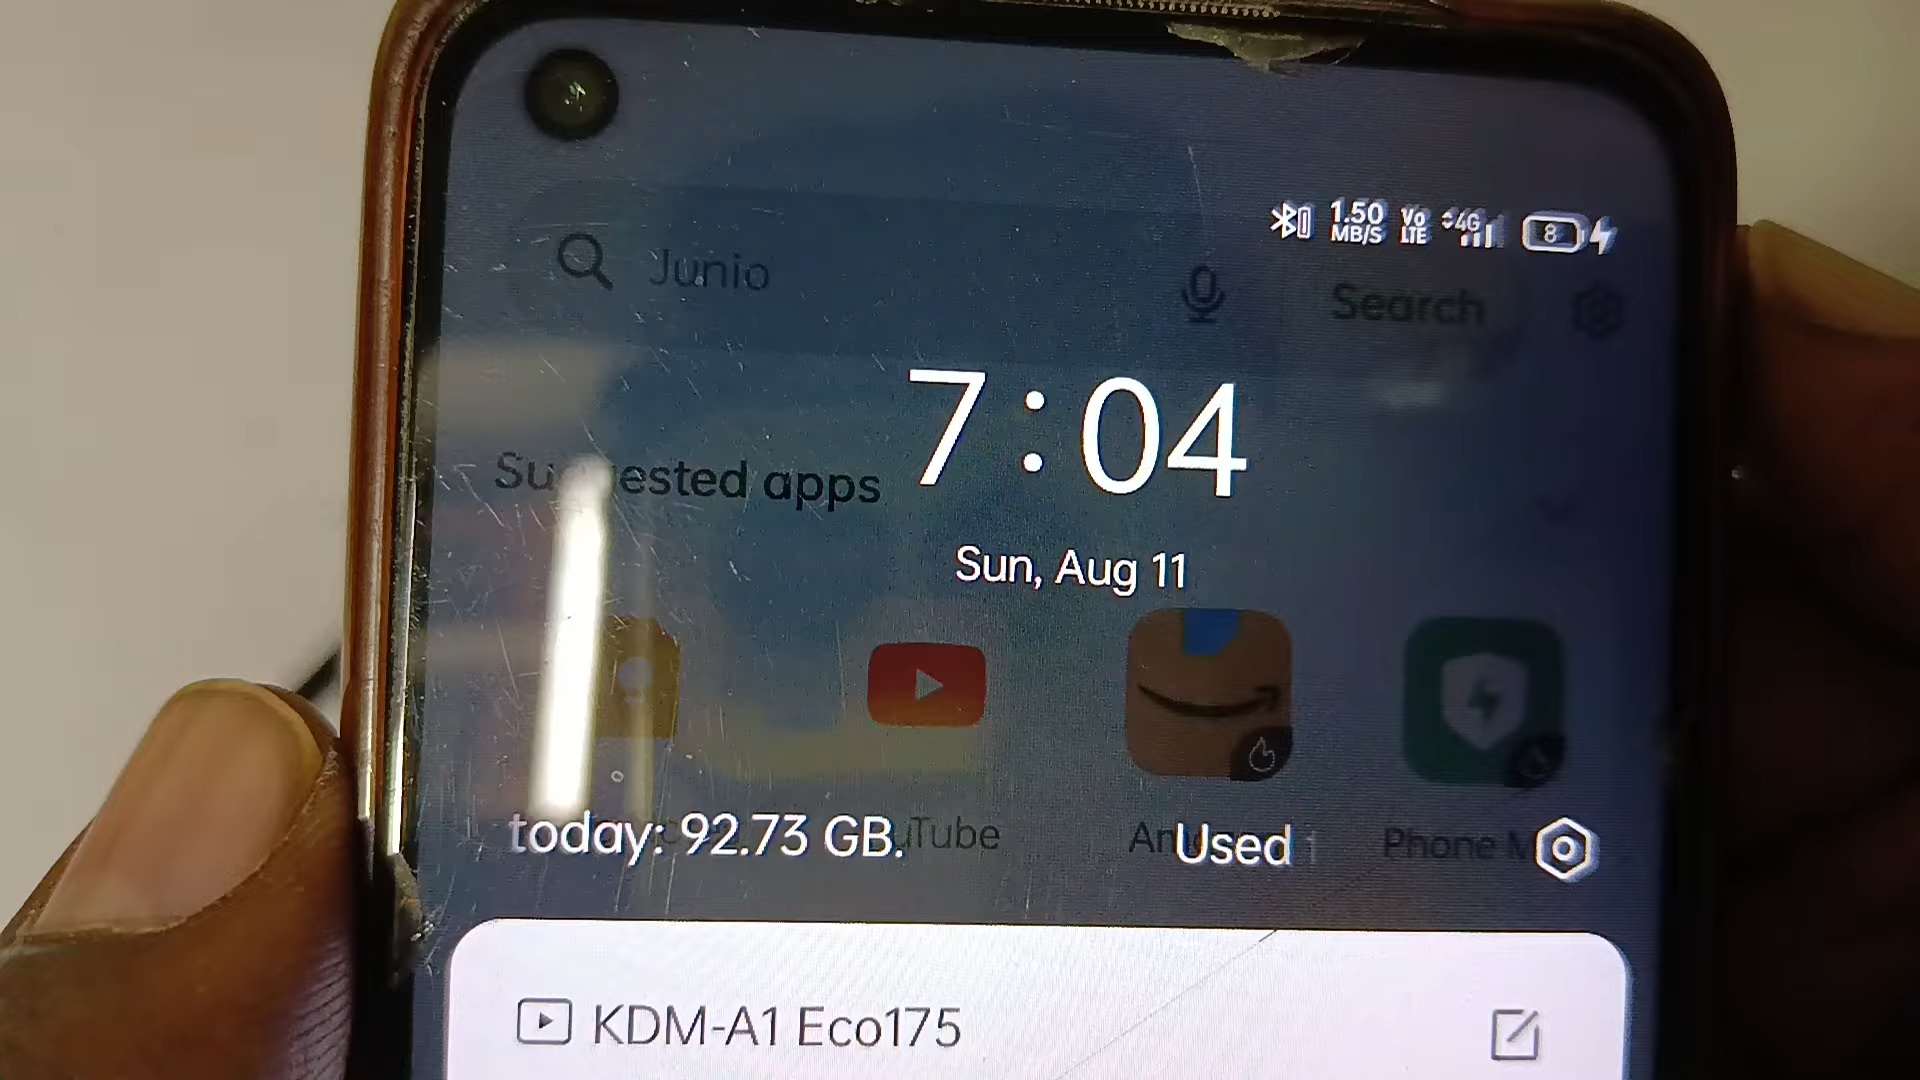 1.50
MB/S
Vo
LTE
4G
8
Junio
Search
7:04
Suggested apps
Sun, Aug 11
today: 92.73 GB.
Tube
Used
Phone
KDM-A1 Eco175